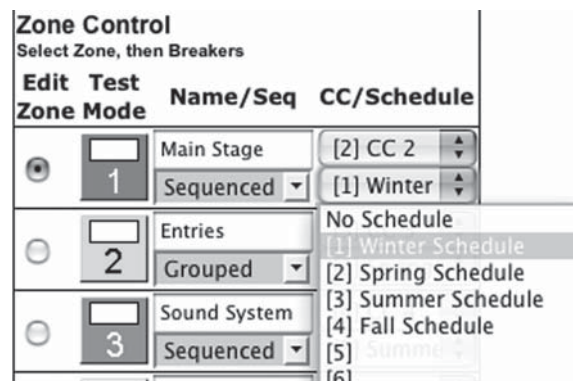 Zone Control
Select Zone, then Breakers
Edit Zone
Test Mode
Name/Seq
CC/Schedule
1
Main Stage
Sequenced
[2] CC 2
[1] Winter
2
Entries
Grouped
3
Sound System
Sequenced
No Schedule
[1] Winter Schedule
[2] Spring Schedule
[3] Summer Schedule
[4] Fall Schedule
[5]
[6]